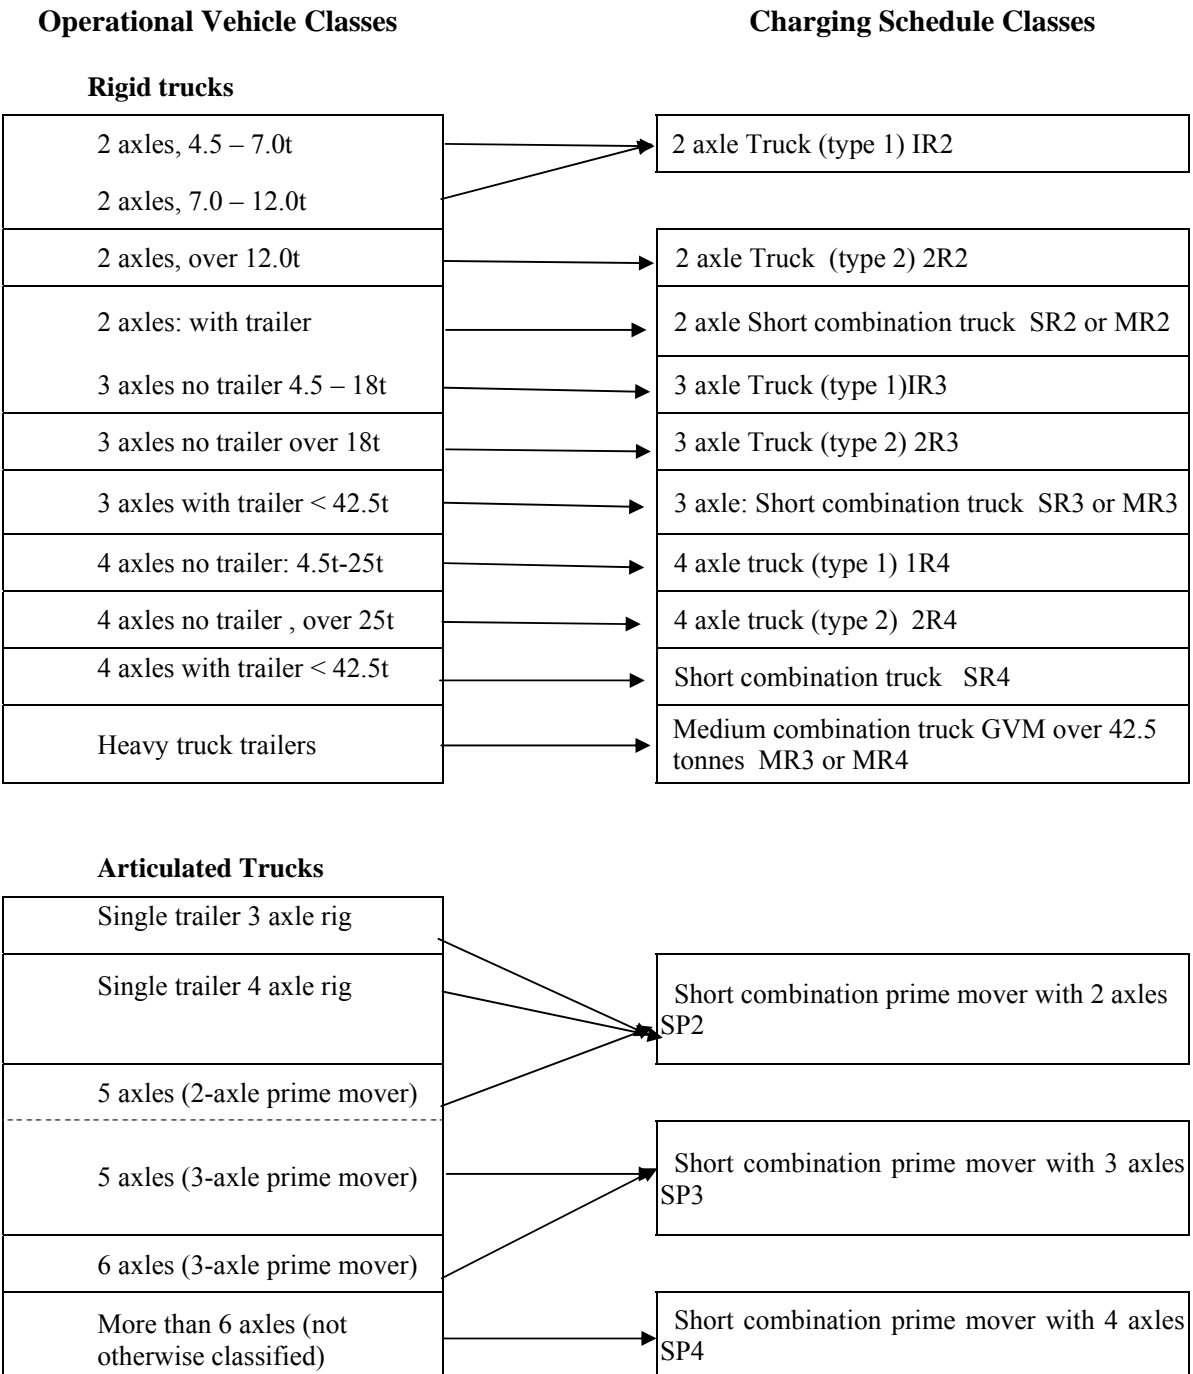 Operational Vehicle Classes
Charging Schedule Classes
Rigid trucks
2 axles, 4.5 – 7.0t
2 axle Truck (type 1) IR2
2 axles, 7.0 – 12.0t
2 axles, over 12.0t
2 axle Truck (type 2) 2R2
2 axles: with trailer
2 axle Short combination truck SR2 or MR2
3 axles no trailer 4.5 – 18t
3 axle Truck (type 1)IR3
3 axles no trailer over 18t
3 axle Truck (type 2) 2R3
3 axles with trailer < 42.5t
3 axle: Short combination truck SR3 or MR3
4 axles no trailer: 4.5t-25t
4 axle truck (type 1) 1R4
4 axles no trailer , over 25t
4 axle truck (type 2) 2R4
4 axles with trailer < 42.5t
Short combination truck SR4
Heavy truck trailers
Medium combination truck GVM over 42.5
tonnes MR3 or MR4
Articulated Trucks
Single trailer 3 axle rig
Single trailer 4 axle rig
Short combination prime mover with 2 axles
SP2
5 axles (2-axle prime mover)
5 axles (3-axle prime mover)
Short combination prime mover with 3 axles
SP3
6 axles (3-axle prime mover)
More than 6 axles (not
otherwise classified)
Short combination prime mover with 4 axles
SP4